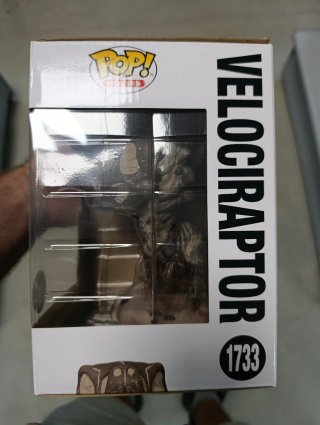 POP!
MOVIES
VELOCIRAPTOR
1733